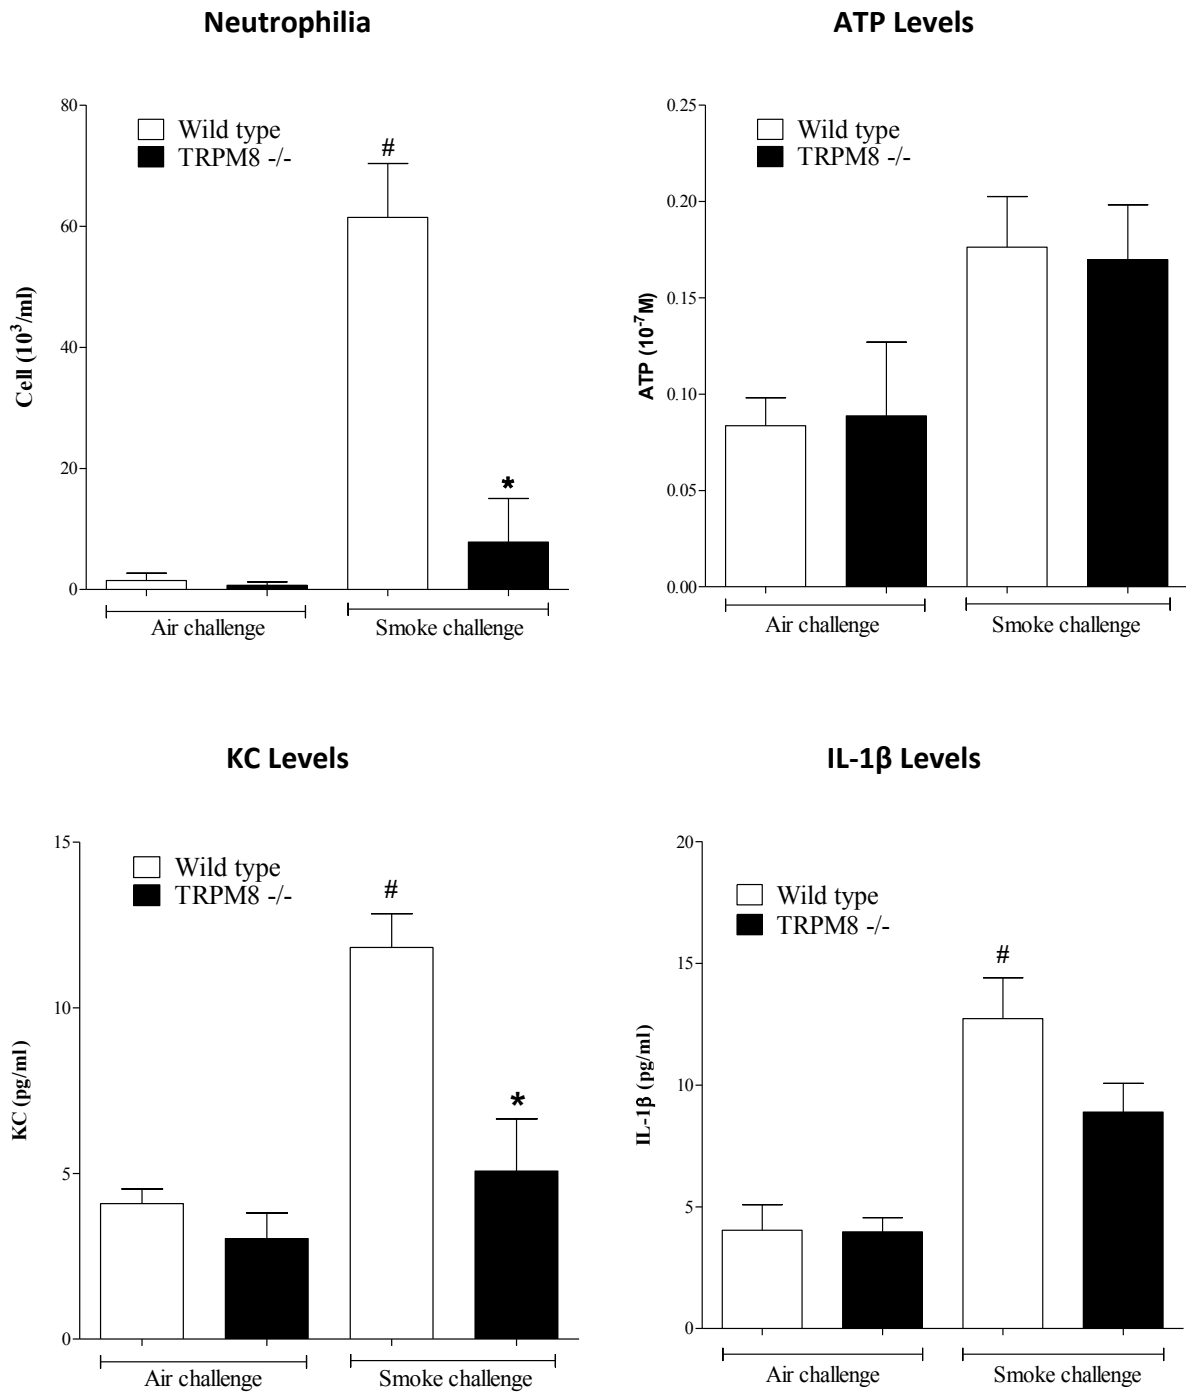 Neutrophilia
80
60
40
20
0
Cell (10³/ml)
Wild type
TRPM8 -/-
#
*
Air challenge
Smoke challenge
ATP Levels
0.25
0.20
0.15
0.10
0.05
0.00
ATP (10⁻⁷M)
Wild type
TRPM8 -/-
Air challenge
Smoke challenge
KC Levels
15
10
5
0
KC (pg/ml)
Wild type
TRPM8 -/-
#
*
Air challenge
Smoke challenge
IL-1β Levels
20
15
10
5
0
IL-1β (pg/ml)
Wild type
TRPM8 -/-
#
Air challenge
Smoke challenge